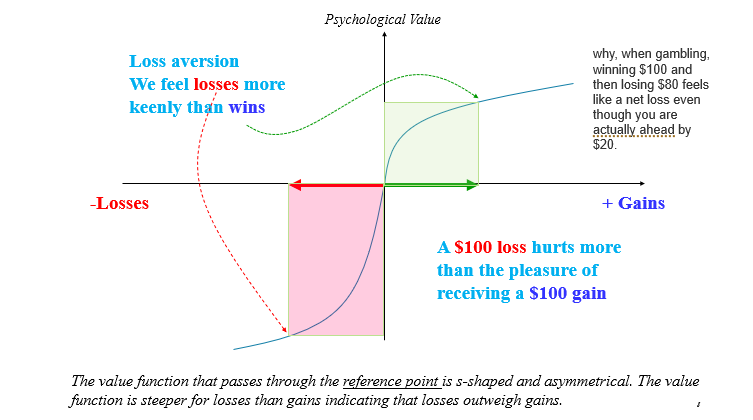 Psychological Value
Loss aversion
We feel losses more
keenly than wins
why, when gambling,
winning $100 and
then losing $80 feels
like a net loss even
though you are
actually ahead by
$20.
-Losses
+ Gains
A $100 loss hurts more
than the pleasure of
receiving a $100 gain
The value function that passes through the reference point is s-shaped and asymmetrical. The value
function is steeper for losses than gains indicating that losses outweigh gains.